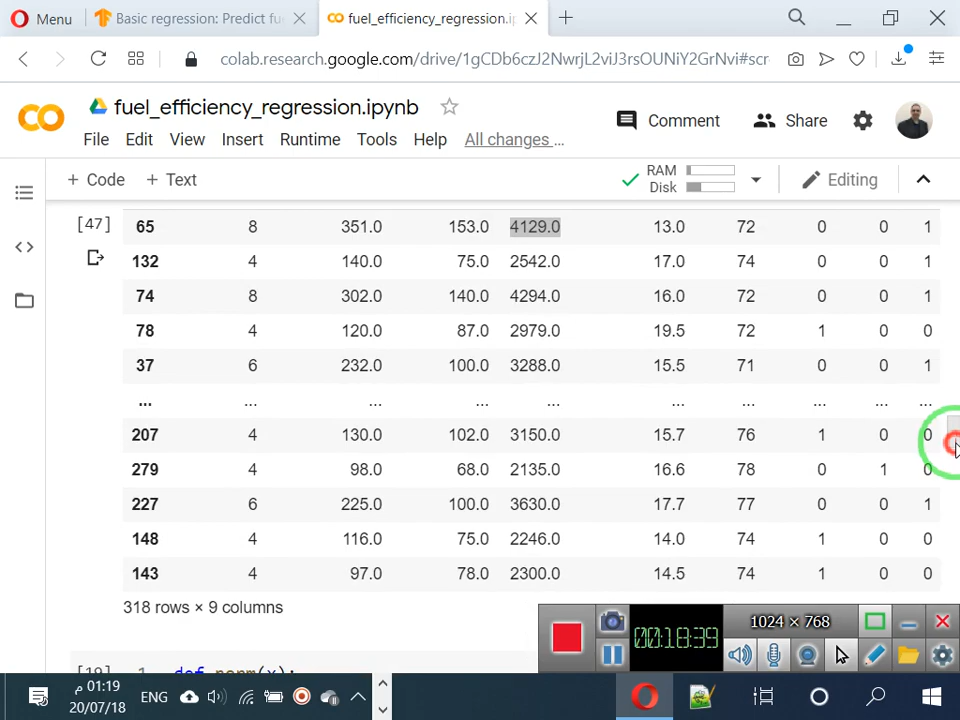 Menu Basic regression: Predict fu fuel_efficiency_regression.i
colab.research.google.com/drive/1gCDb6czJ2NwrjL2viJ3rsOUNiY2GrNvi#scr
fuel_efficiency_regression.ipynb
Comment Share
File Edit View Insert Runtime Tools Help All changes ...
+ Code + Text RAM Disk Editing
[47] 65 8 351.0 153.0 4129.0 13.0 72 0 0 1
132 4 140.0 75.0 2542.0 17.0 74 0 0 1
74 8 302.0 140.0 4294.0 16.0 72 0 0 1
78 4 120.0 87.0 2979.0 19.5 72 1 0 0
37 6 232.0 100.0 3288.0 15.5 71 0 0 1
... ... ... ... ... ... ... ... ... ...
207 4 130.0 102.0 3150.0 15.7 76 1 0 0
279 4 98.0 68.0 2135.0 16.6 78 0 1 0
227 6 225.0 100.0 3630.0 17.7 77 0 0 1
148 4 116.0 75.0 2246.0 14.0 74 1 0 0
143 4 97.0 78.0 2300.0 14.5 74 1 0 0
318 rows × 9 columns
1024 × 768
00:18:39
1 def norm(x):
01:19 م
ENG
20/07/18